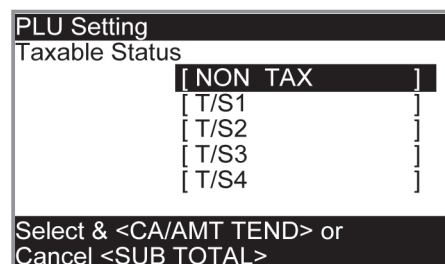 PLU Setting
Taxable Status
[ NON TAX ]
[ T/S1 ]
[ T/S2 ]
[ T/S3 ]
[ T/S4 ]
Select & <CA/AMT TEND> or
Cancel <SUB TOTAL>